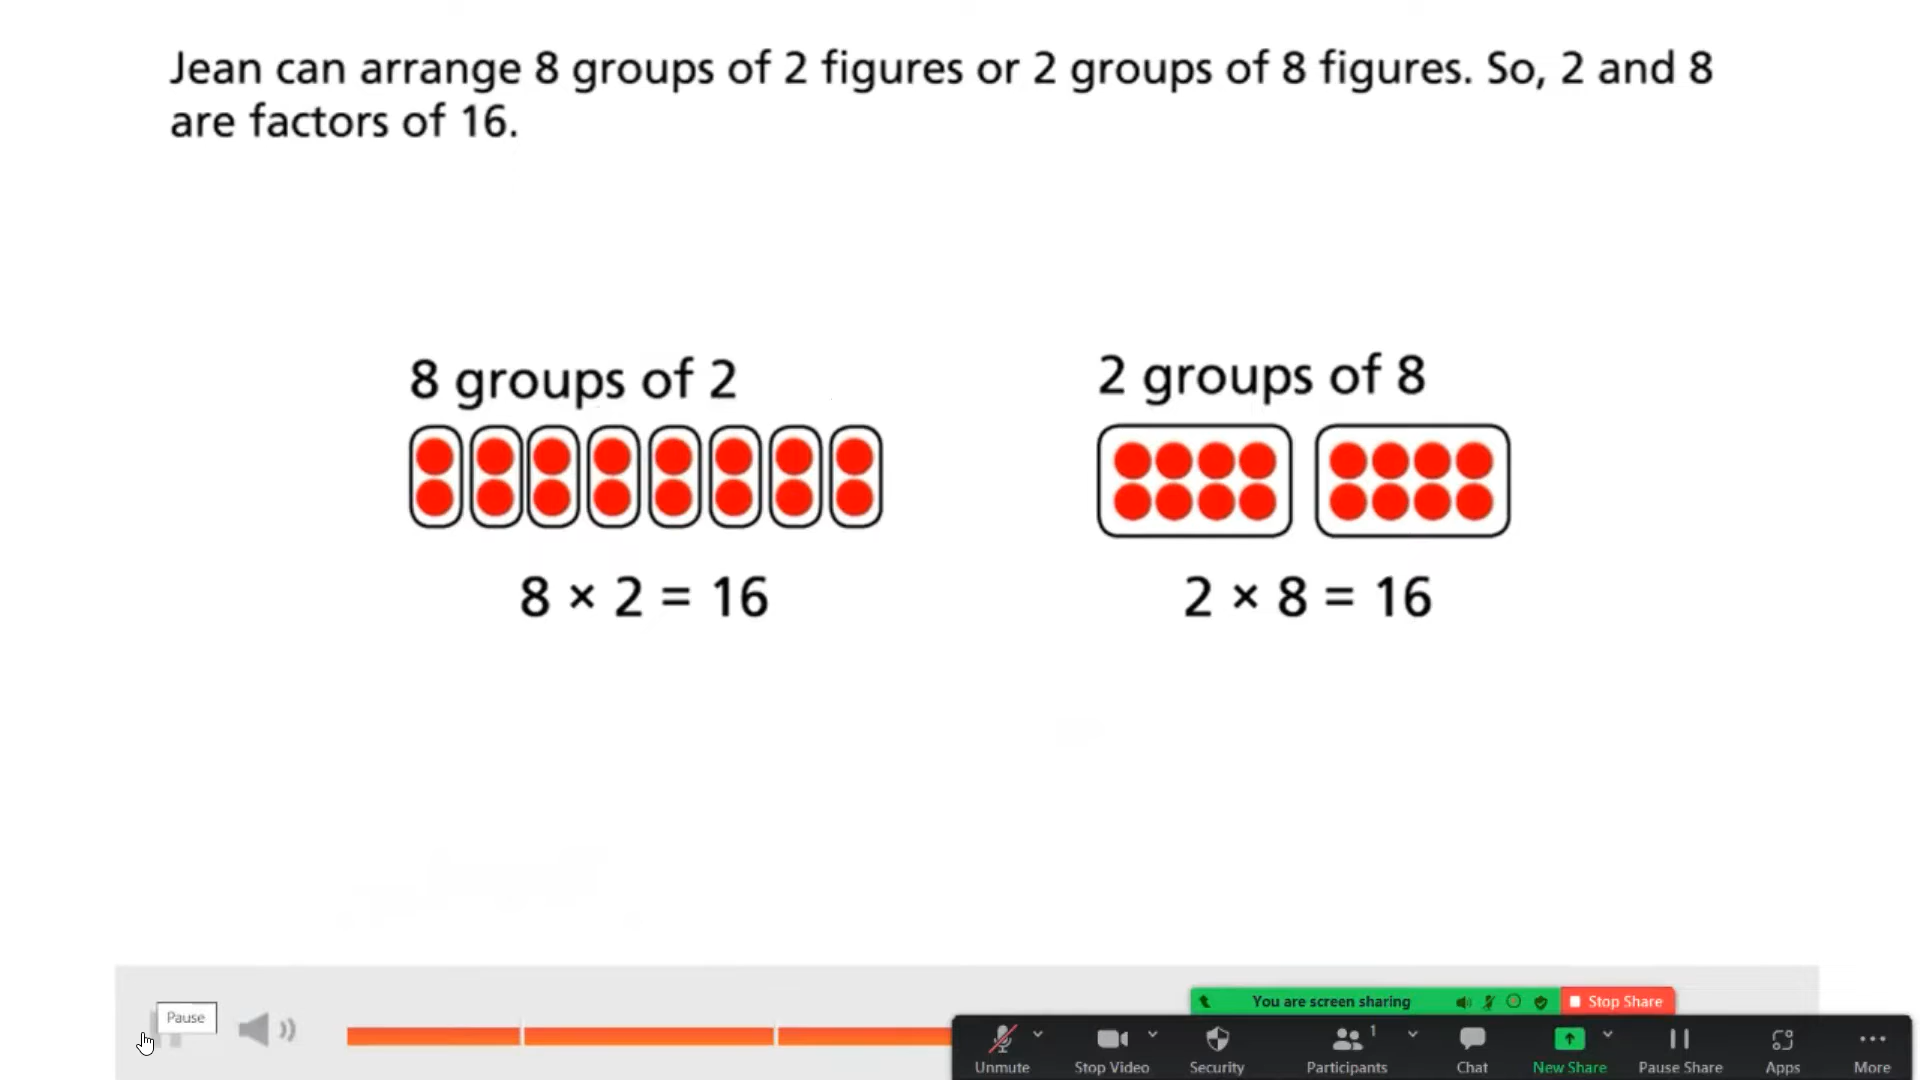 Jean can arrange 8 groups of 2 figures or 2 groups of 8 figures. So, 2 and 8
are factors of 16.
8 groups of 2
2 groups of 8
8 × 2 = 16
2 × 8 = 16
Pause
You are screen sharing
Stop Share
1
Unmute
Stop Video
Security
Participants
Chat
New Share
Pause Share
Apps
More